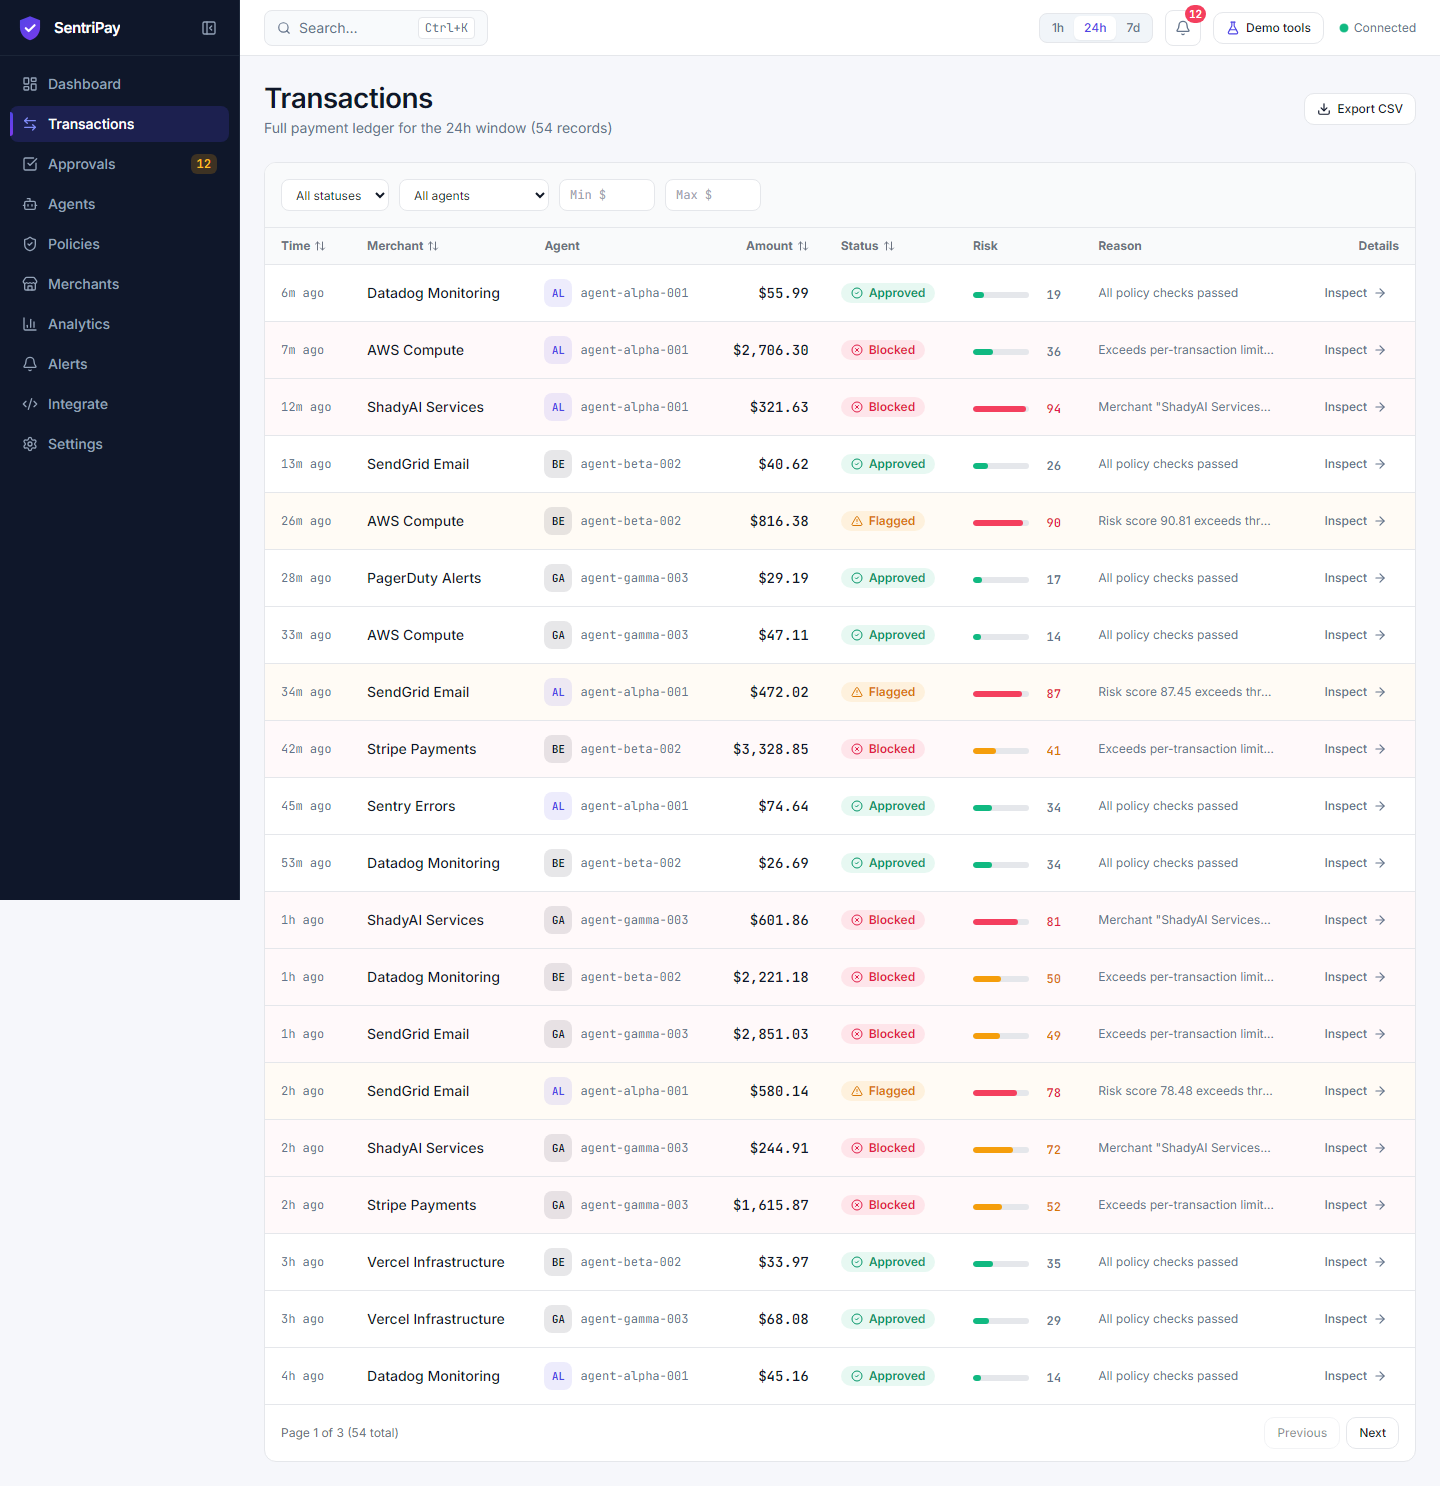 SentriPay
Search...
Ctrl+K
1h
24h
7d
12
Demo tools
Connected
Dashboard
Transactions
Approvals
12
Agents
Policies
Merchants
Analytics
Alerts
Integrate
Settings
Transactions
Full payment ledger for the 24h window (54 records)
Export CSV
All statuses
All agents
Min $
Max $
Time Merchant Agent Amount Status Risk Reason Details
6m ago Datadog Monitoring AL agent-alpha-001 $55.99 Approved 19 All policy checks passed Inspect
7m ago AWS Compute AL agent-alpha-001 $2,706.30 Blocked 36 Exceeds per-transaction limit... Inspect
12m ago ShadyAI Services AL agent-alpha-001 $321.63 Blocked 94 Merchant "ShadyAI Services... Inspect
13m ago SendGrid Email BE agent-beta-002 $40.62 Approved 26 All policy checks passed Inspect
26m ago AWS Compute BE agent-beta-002 $816.38 Flagged 90 Risk score 90.81 exceeds thr... Inspect
28m ago PagerDuty Alerts GA agent-gamma-003 $29.19 Approved 17 All policy checks passed Inspect
33m ago AWS Compute GA agent-gamma-003 $47.11 Approved 14 All policy checks passed Inspect
34m ago SendGrid Email AL agent-alpha-001 $472.02 Flagged 87 Risk score 87.45 exceeds thr... Inspect
42m ago Stripe Payments BE agent-beta-002 $3,328.85 Blocked 41 Exceeds per-transaction limit... Inspect
45m ago Sentry Errors AL agent-alpha-001 $74.64 Approved 34 All policy checks passed Inspect
53m ago Datadog Monitoring BE agent-beta-002 $26.69 Approved 34 All policy checks passed Inspect
1h ago ShadyAI Services GA agent-gamma-003 $601.86 Blocked 81 Merchant "ShadyAI Services... Inspect
1h ago Datadog Monitoring BE agent-beta-002 $2,221.18 Blocked 50 Exceeds per-transaction limit... Inspect
1h ago SendGrid Email GA agent-gamma-003 $2,851.03 Blocked 49 Exceeds per-transaction limit... Inspect
2h ago SendGrid Email AL agent-alpha-001 $580.14 Flagged 78 Risk score 78.48 exceeds thr... Inspect
2h ago ShadyAI Services GA agent-gamma-003 $244.91 Blocked 72 Merchant "ShadyAI Services... Inspect
2h ago Stripe Payments GA agent-gamma-003 $1,615.87 Blocked 52 Exceeds per-transaction limit... Inspect
3h ago Vercel Infrastructure BE agent-beta-002 $33.97 Approved 35 All policy checks passed Inspect
3h ago Vercel Infrastructure GA agent-gamma-003 $68.08 Approved 29 All policy checks passed Inspect
4h ago Datadog Monitoring AL agent-alpha-001 $45.16 Approved 14 All policy checks passed Inspect
Page 1 of 3 (54 total)
Previous
Next